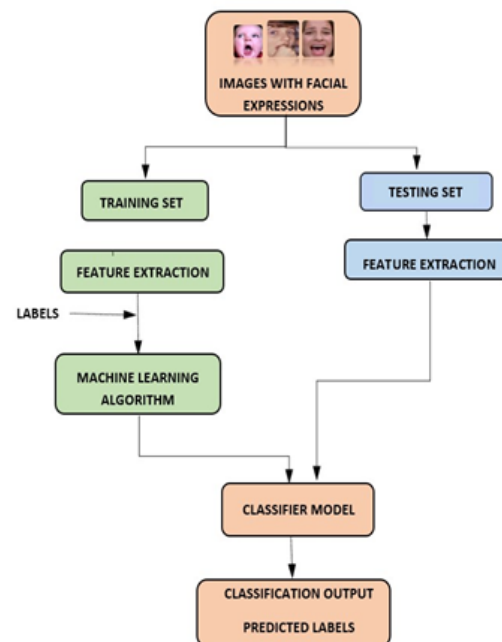 IMAGES WITH FACIAL
EXPRESSIONS
TRAINING SET
TESTING SET
FEATURE EXTRACTION
FEATURE EXTRACTION
LABELS
MACHINE LEARNING
ALGORITHM
CLASSIFIER MODEL
CLASSIFICATION OUTPUT
PREDICTED LABELS